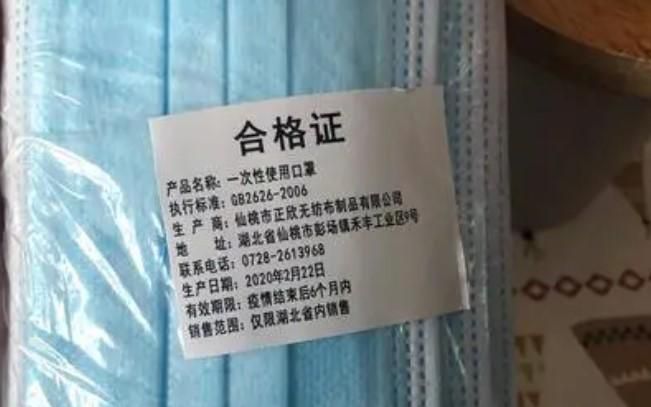 合格证
产品名称：一次性使用口罩
执行标准：GB2626-2006
生 产 商：仙桃市正欣无纺布制品有限公司
地 址：湖北省仙桃市彭场镇禾丰工业区9号
联系电话：0728-2613968
生产日期：2020年2月22日
有效期限：疫情结束后6个月内
销售范围：仅限湖北省内销售